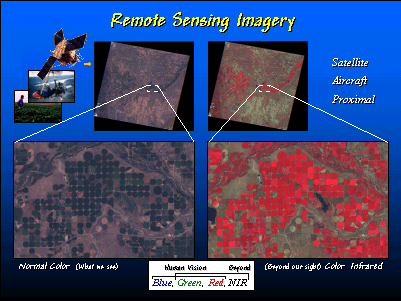 Remote Sensing Imagery
Satellite
Aircraft
Proximal
Normal Color (What we see)
Human Vision Beyond
(Beyond our sight) Color Infrared
Blue, Green, Red, NIR